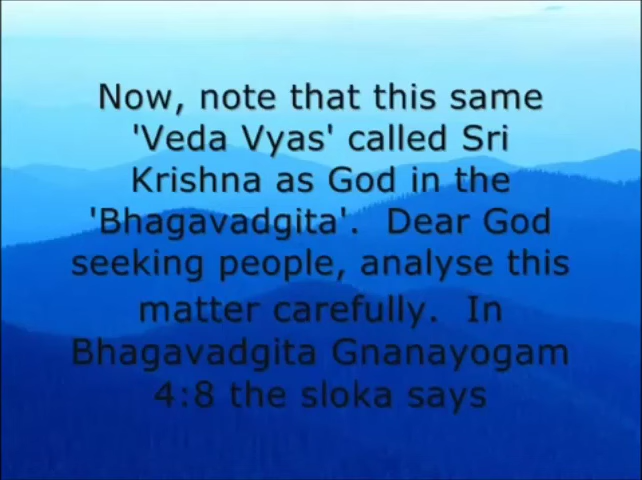 Now, note that this same
'Veda Vyas' called Sri
Krishna as God in the
'Bhagavadgita'.  Dear God
seeking people, analyse this
matter carefully.  In
Bhagavadgita Gnanayogam
4:8 the sloka says